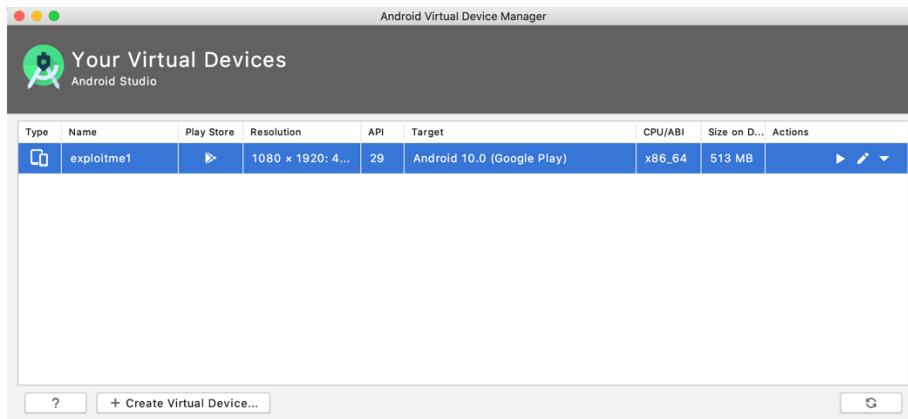 Android Virtual Device Manager
Your Virtual Devices
Android Studio
Type Name Play Store Resolution API Target CPU/ABI Size on D... Actions
exploitme1 1080 × 1920: 4... 29 Android 10.0 (Google Play) x86_64 513 MB
? + Create Virtual Device...